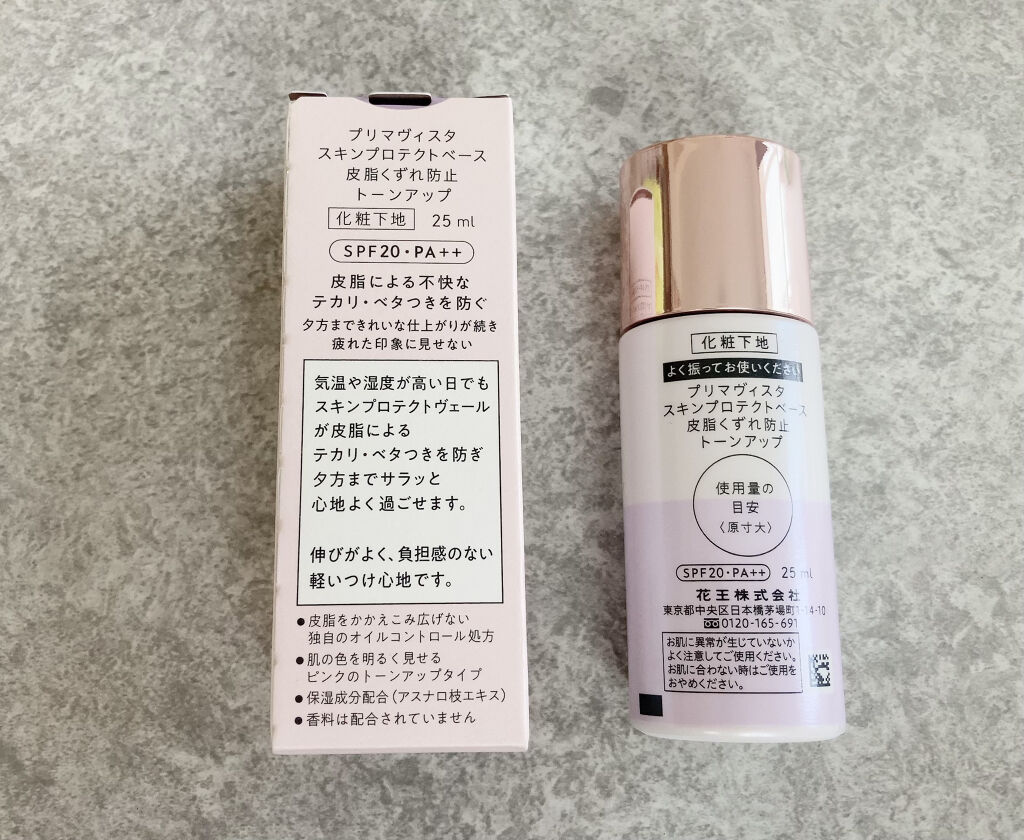 プリマヴィスタ
スキンプロテクトベース
皮脂くずれ防止
トーンアップ
化粧下地 25 ml
SPF20・PA++
皮脂による不快な
テカリ・ベタつきを防ぐ
夕方まできれいな仕上がりが続き
疲れた印象に見せない
気温や湿度が高い日でも
スキンプロテクトヴェール
が皮脂による
テカリ・ベタつきを防ぎ
夕方までサラッと
心地よく過ごせます。
伸びがよく、負担感のない
軽いつけ心地です。
●皮脂をかかえこみ広げない
独自のオイルコントロール処方
●肌の色を明るく見せる
ピンクのトーンアップタイプ
●保湿成分配合(アスナロ枝エキス)
●香料は配合されていません
化粧下地
よく振ってお使いください
プリマヴィスタ
スキンプロテクトベース
皮脂くずれ防止
トーンアップ
使用量の
目安
〈原寸大〉
SPF20・PA++ 25 ml
花王株式会社
東京都中央区日本橋茅場町1-14-10
0120-165-691
お肌に異常が生じていないか
よく注意してご使用ください。
お肌に合わない時はご使用を
おやめください。